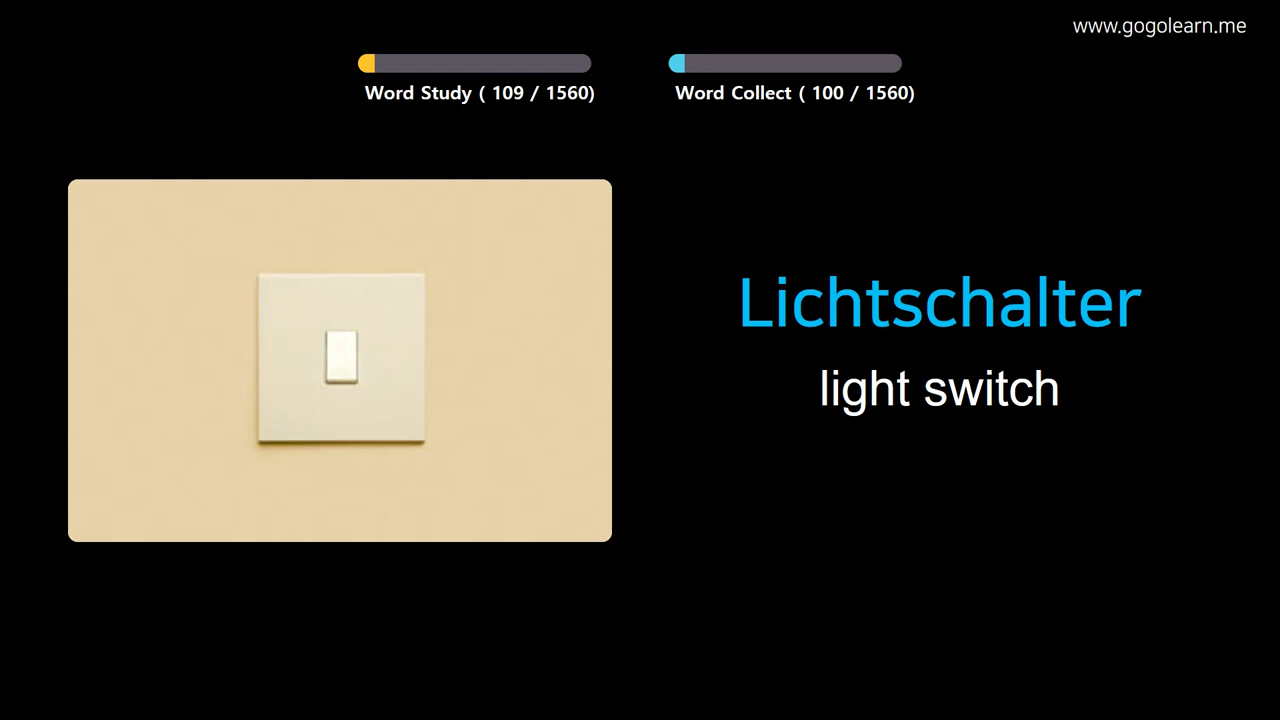 www.gogolearn.me
Word Study ( 109 / 1560)
Word Collect ( 100 / 1560)
Lichtschalter
light switch